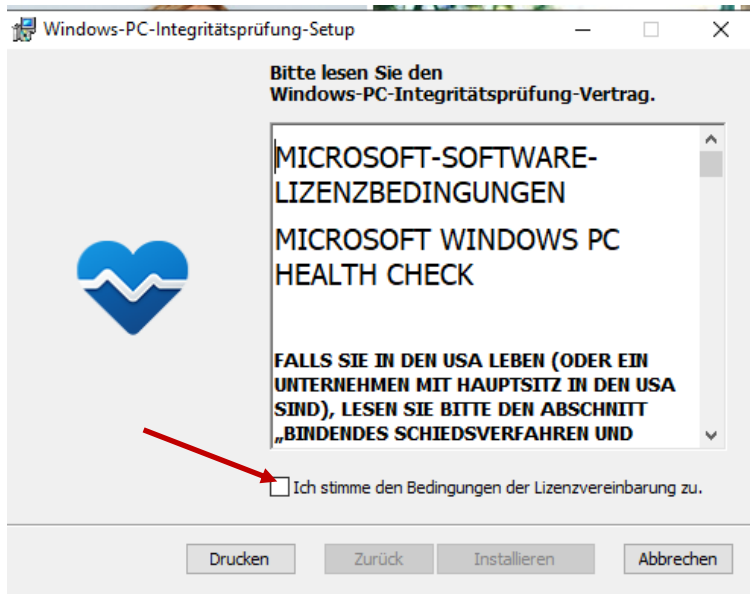 Windows-PC-Integritätsprüfung-Setup
Bitte lesen Sie den
Windows-PC-Integritätsprüfung-Vertrag.
MICROSOFT-SOFTWARE-
LIZENZBEDINGUNGEN
MICROSOFT WINDOWS PC
HEALTH CHECK
FALLS SIE IN DEN USA LEBEN (ODER EIN
UNTERNEHMEN MIT HAUPTSITZ IN DEN USA
SIND), LESEN SIE BITTE DEN ABSCHNITT
„BINDENDES SCHIEDSVERFAHREN UND
Ich stimme den Bedingungen der Lizenzvereinbarung zu.
Drucken Zurück Installieren Abbrechen